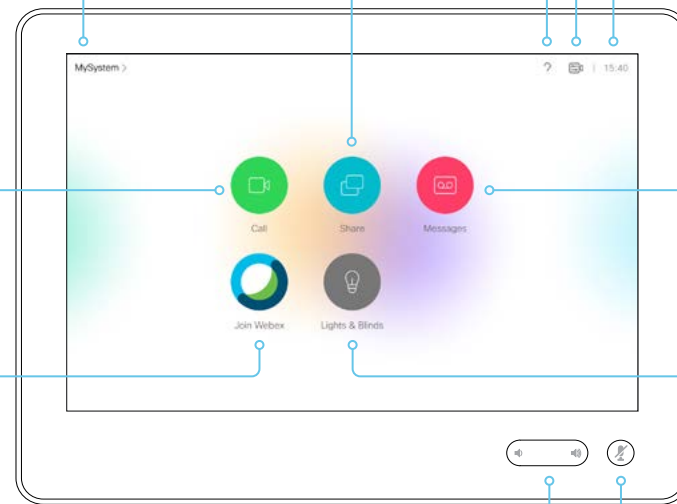 MySystem >
?
15:40
Call
Share
Messages
Join Webex
Lights & Blinds